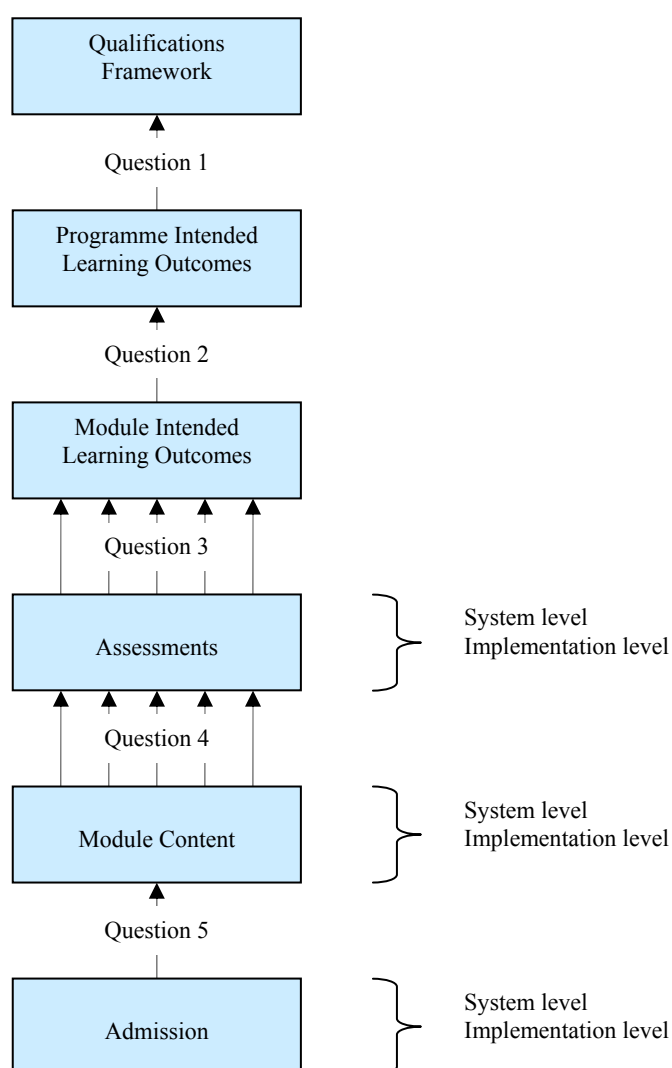 Qualifications
Framework
Question 1
Programme Intended
Learning Outcomes
Question 2
Module Intended
Learning Outcomes
Question 3
Assessments
System level
Implementation level
Question 4
Module Content
System level
Implementation level
Question 5
Admission
System level
Implementation level